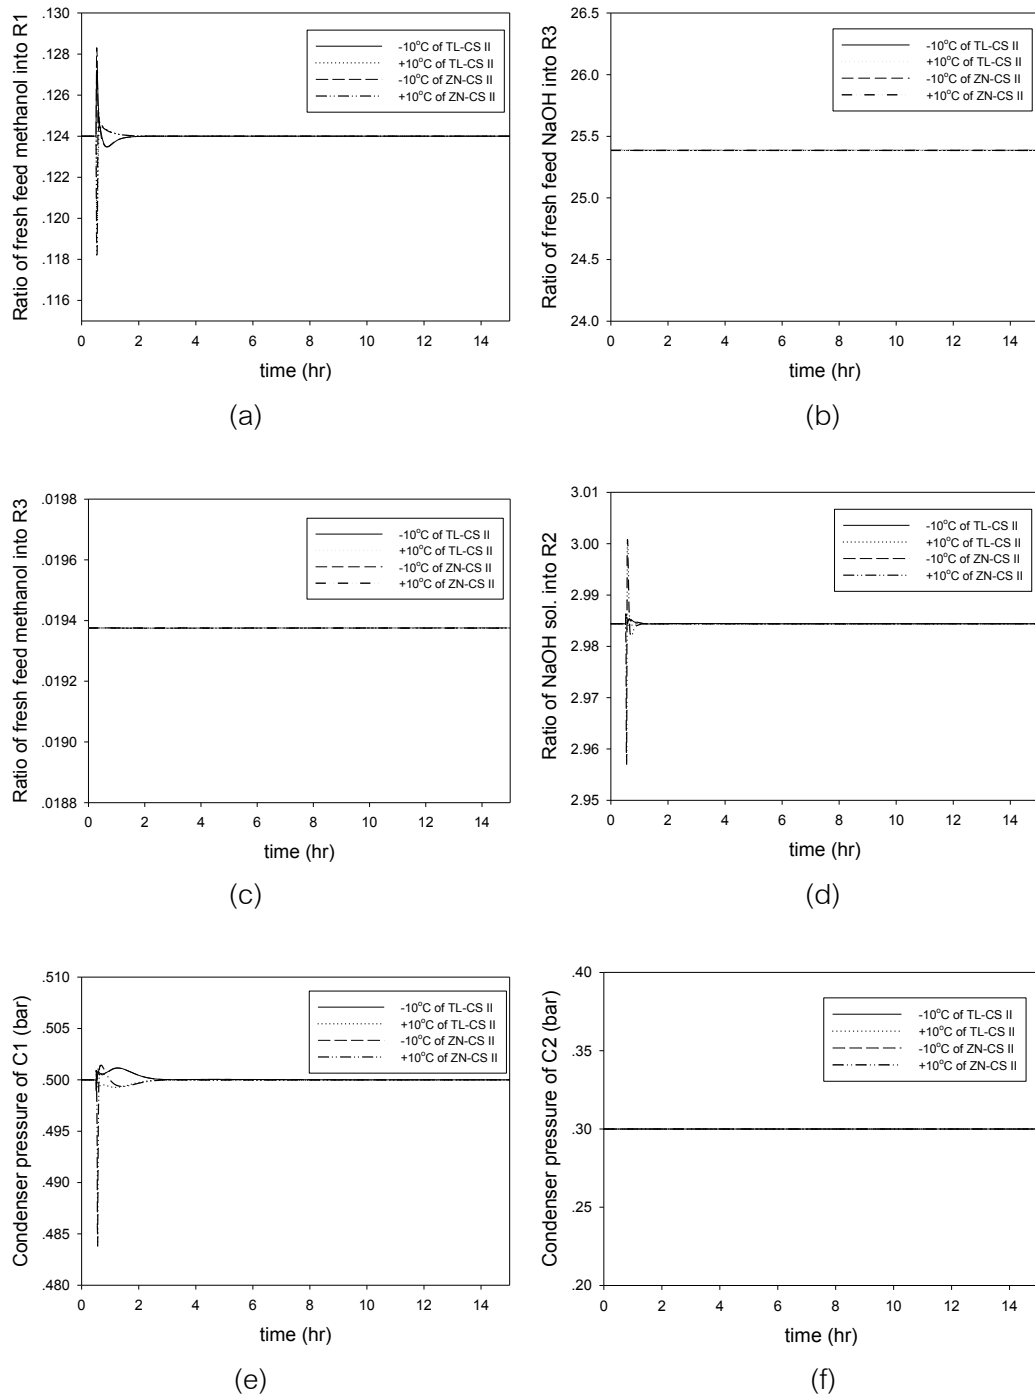 Ratio of fresh feed methanol into R1
.130
.128
.126
.124
.122
.120
.118
.116
-10°C of TL-CS II
+10°C of TL-CS II
-10°C of ZN-CS II
+10°C of ZN-CS II
0 2 4 6 8 10 12 14
time (hr)
(a)
Ratio of fresh feed NaOH into R3
26.5
26.0
25.5
25.0
24.5
24.0
-10°C of TL-CS II
+10°C of TL-CS II
-10°C of ZN-CS II
+10°C of ZN-CS II
0 2 4 6 8 10 12 14
time (hr)
(b)
Ratio of fresh feed methanol into R3
.0198
.0196
.0194
.0192
.0190
.0188
-10°C of TL-CS II
+10°C of TL-CS II
-10°C of ZN-CS II
+10°C of ZN-CS II
0 2 4 6 8 10 12 14
time (hr)
(c)
Ratio of NaOH sol. into R2
3.01
3.00
2.99
2.98
2.97
2.96
2.95
-10°C of TL-CS II
+10°C of TL-CS II
-10°C of ZN-CS II
+10°C of ZN-CS II
0 2 4 6 8 10 12 14
time (hr)
(d)
Condenser pressure of C1 (bar)
.510
.505
.500
.495
.490
.485
.480
-10°C of TL-CS II
+10°C of TL-CS II
-10°C of ZN-CS II
+10°C of ZN-CS II
0 2 4 6 8 10 12 14
time (hr)
(e)
Condenser pressure of C2 (bar)
.40
.35
.30
.25
.20
-10°C of TL-CS II
+10°C of TL-CS II
-10°C of ZN-CS II
+10°C of ZN-CS II
0 2 4 6 8 10 12 14
time (hr)
(f)